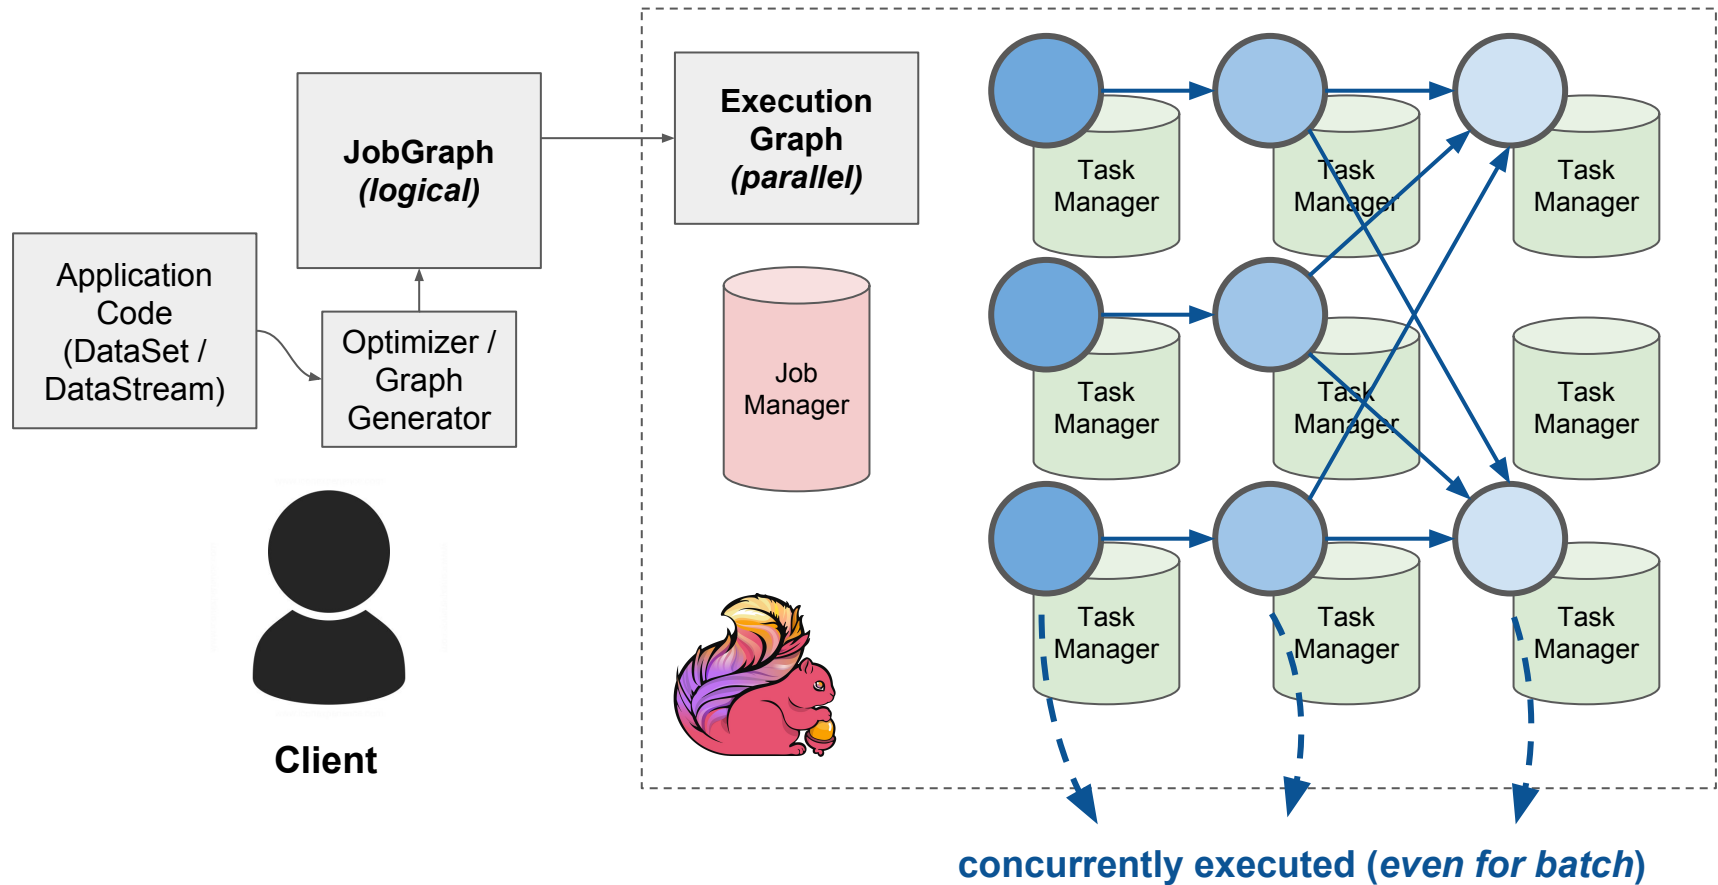 Application
Code
(DataSet /
DataStream)
Optimizer /
Graph
Generator
JobGraph
(logical)
Client
Execution
Graph
(parallel)
Job
Manager
Task
Manager
Task
Manager
Task
Manager
Task
Manager
Task
Manager
Task
Manager
Task
Manager
Task
Manager
Task
Manager
concurrently executed (even for batch)